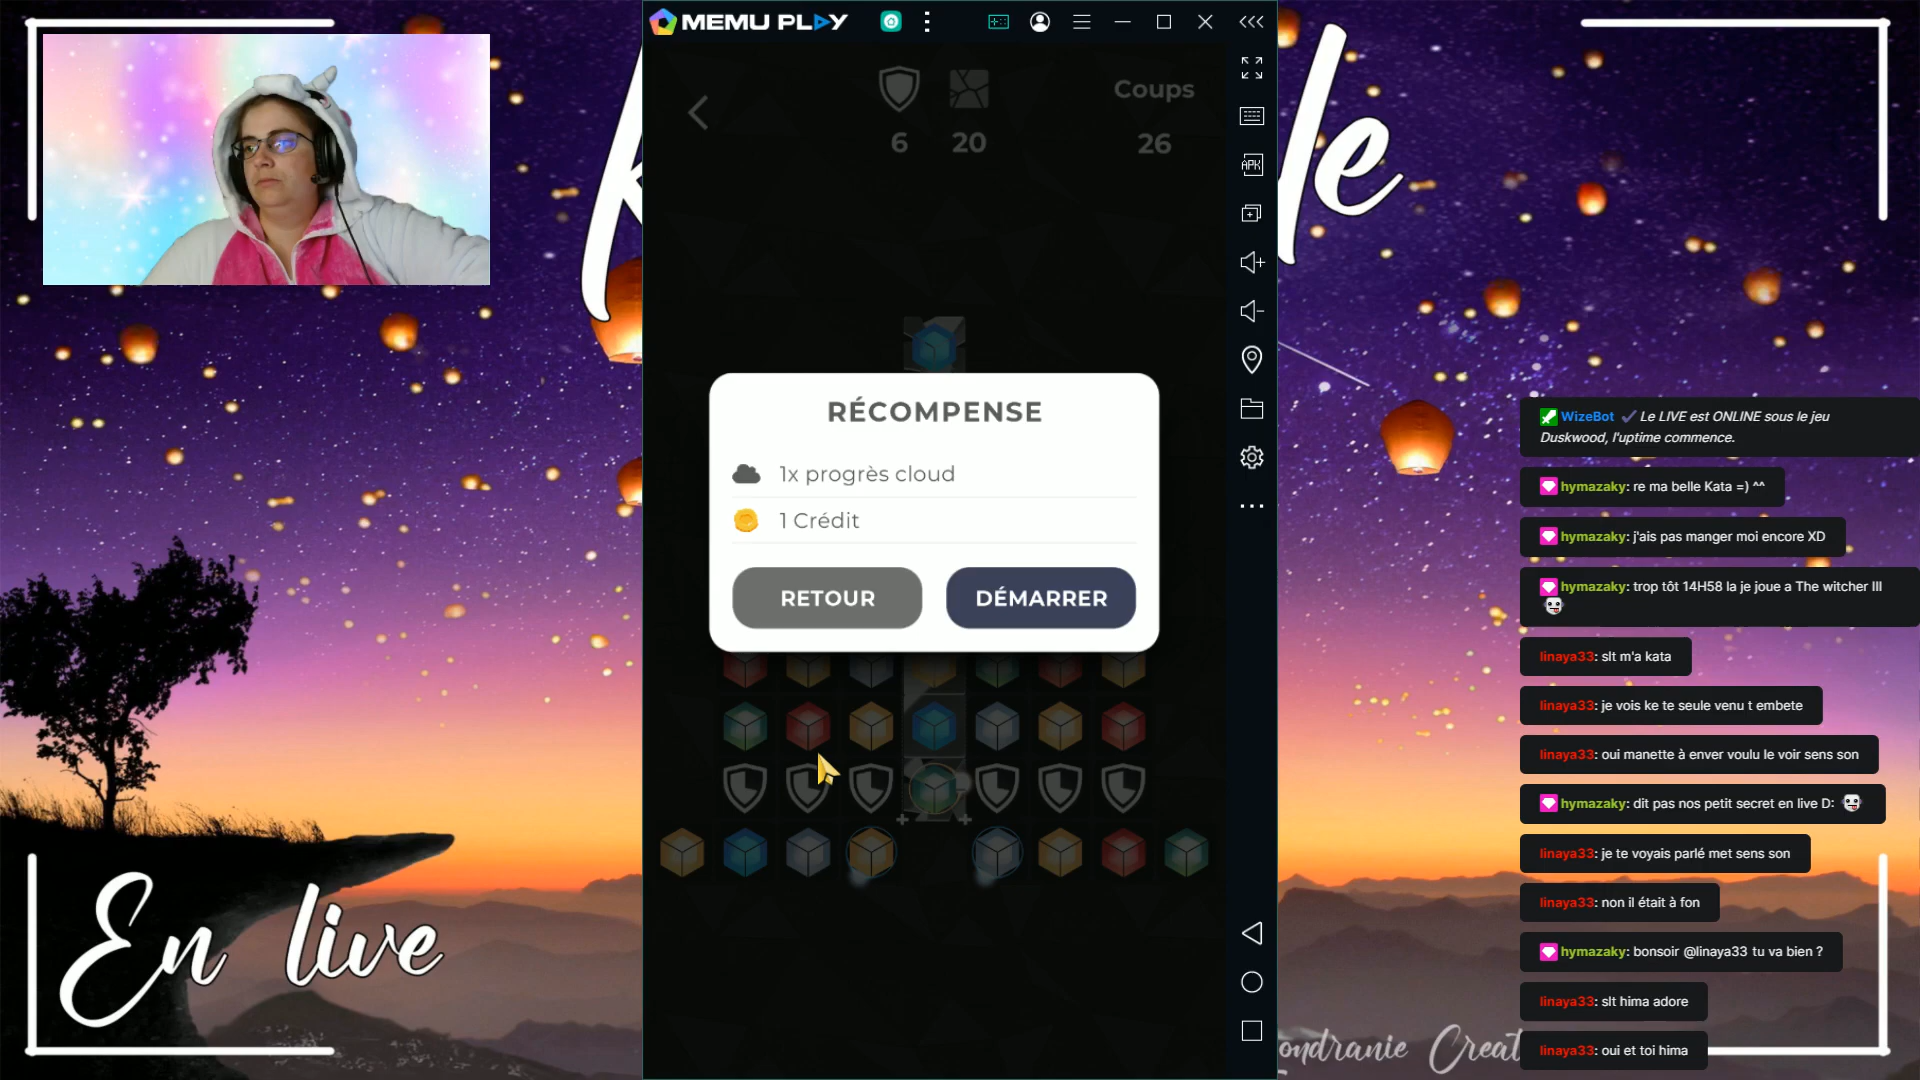 MEMU PLAY
Coups
6
20
26
le
RÉCOMPENSE
1x progrès cloud
1 Crédit
RETOUR
DÉMARRER
APK
WizeBot Le LIVE est ONLINE sous le jeu
Duskwood, l'uptime commence.
hymazaky: re ma belle Kata =) ^^
hymazaky: j'ais pas manger moi encore XD
hymazaky: trop tôt 14H58 la je joue a The witcher III
linaya33: slt m'a kata
linaya33: je vois ke te seule venu t embete
linaya33: oui manette à enver voulu le voir sens son
hymazaky: dit pas nos petit secret en live D:
linaya33: je te voyais parlé met sens son
linaya33: non il était à fon
hymazaky: bonsoir @linaya33 tu va bien ?
linaya33: slt hima adore
linaya33: oui et toi hima
En live
ondranie Creat